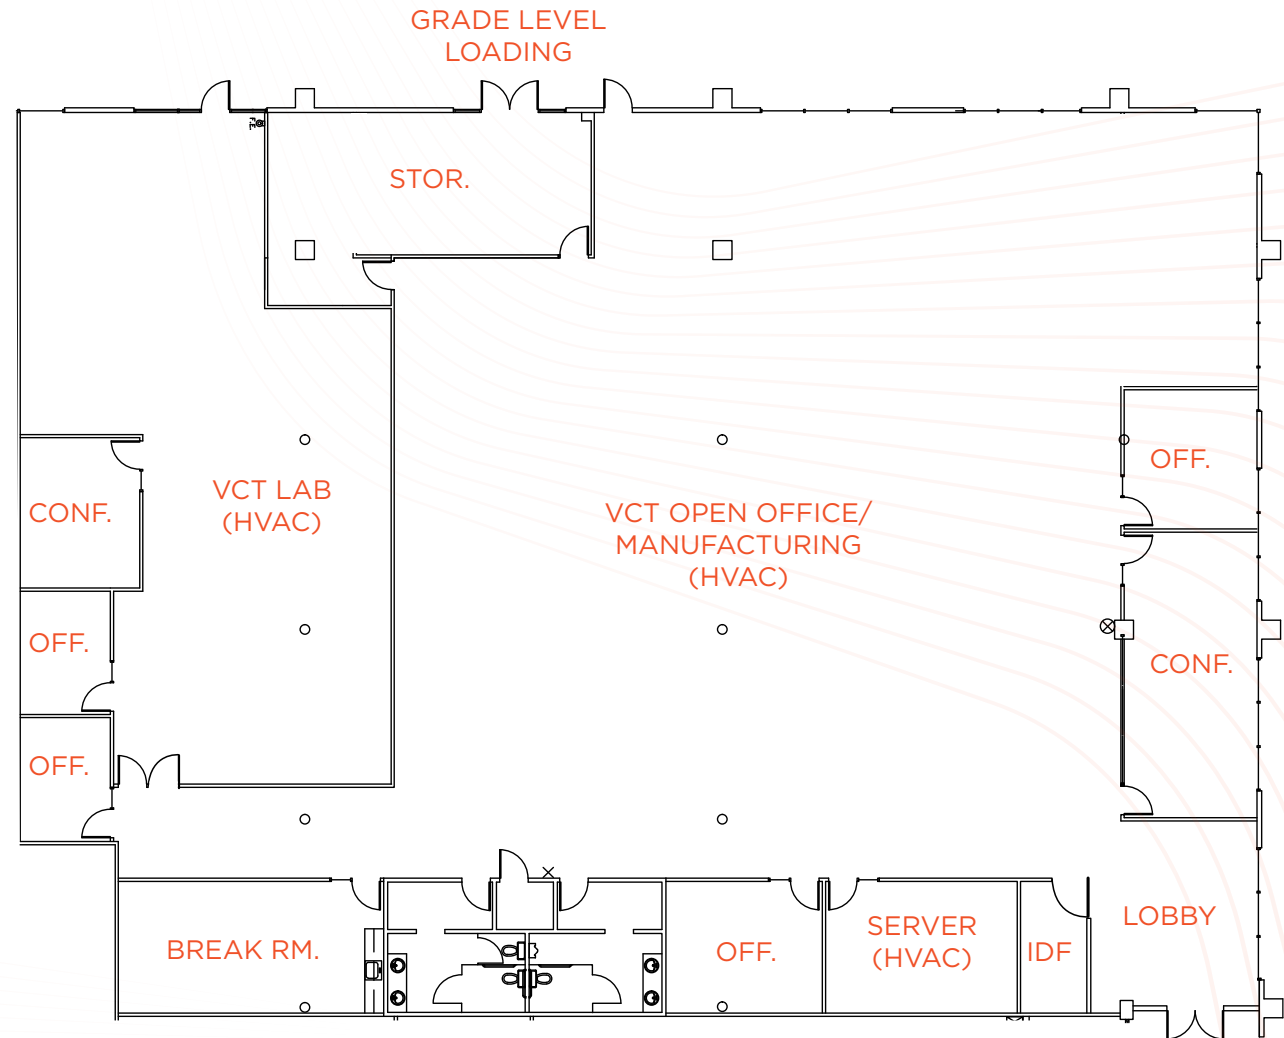 GRADE LEVEL
LOADING
F.E.
STOR.
OFF.
CONF.
VCT LAB
(HVAC)
VCT OPEN OFFICE/
MANUFACTURING
(HVAC)
OFF.
CONF.
OFF.
LOBBY
SERVER
(HVAC)
BREAK RM.
OFF.
IDF